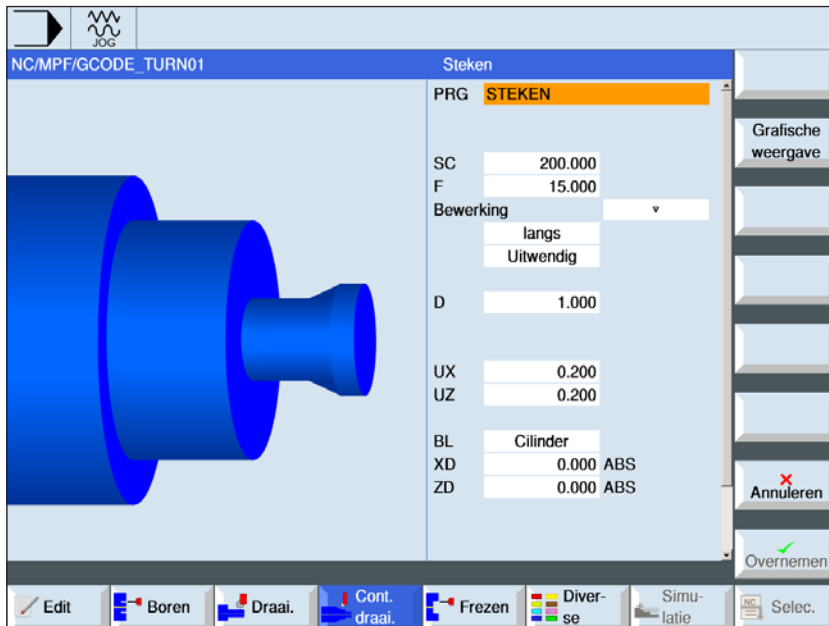 JOG
NC/MPF/GCODE_TURN01
Steken
PRG STEKEN
SC 200.000
F 15.000
Bewerking ▿
langs
Uitwendig
D 1.000
UX 0.200
UZ 0.200
BL Cilinder
XD 0.000 ABS
ZD 0.000 ABS
Grafische
weergave
Annuleren
Overnemen
Edit
Boren
Draai.
Cont.
draai.
Frezen
Diver-
se
Simu-
latie
NC
Selec.